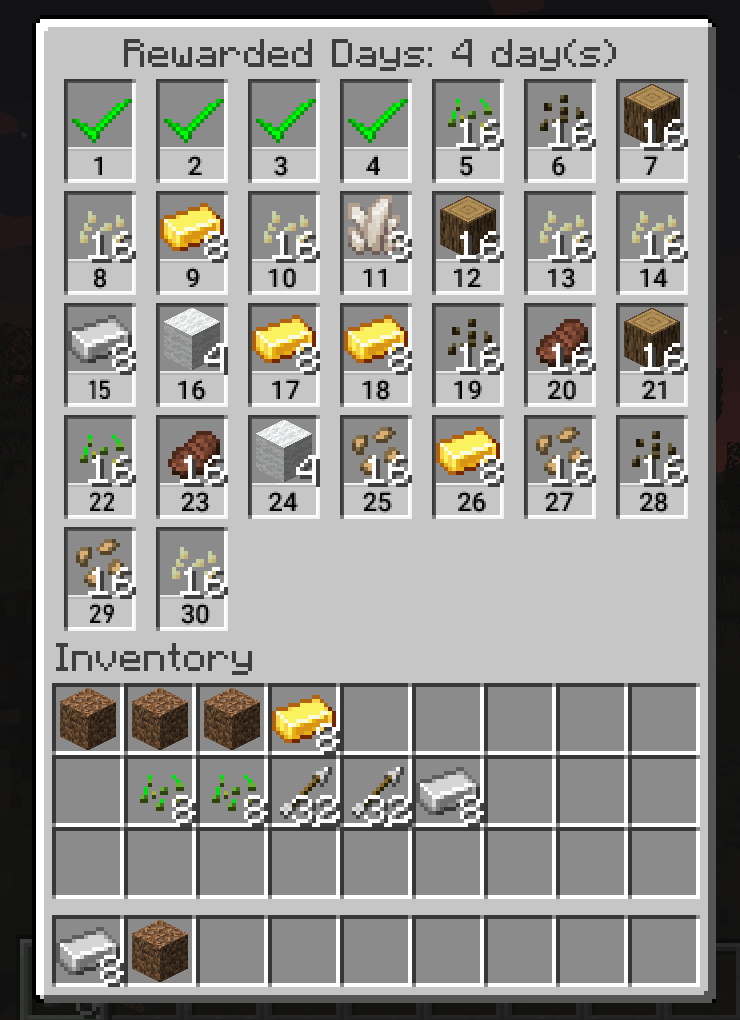 Rewarded Days: 4 day(s)
16 16 16
1 2 3 4 5 6 7
16 8 16 8 16 16 16
8 9 10 11 12 13 14
8 4 8 8 16 16 16
15 16 17 18 19 20 21
16 16 4 16 8 16 16
22 23 24 25 26 27 28
16 16
29 30
Inventory
8
8 8 32 32 8
8